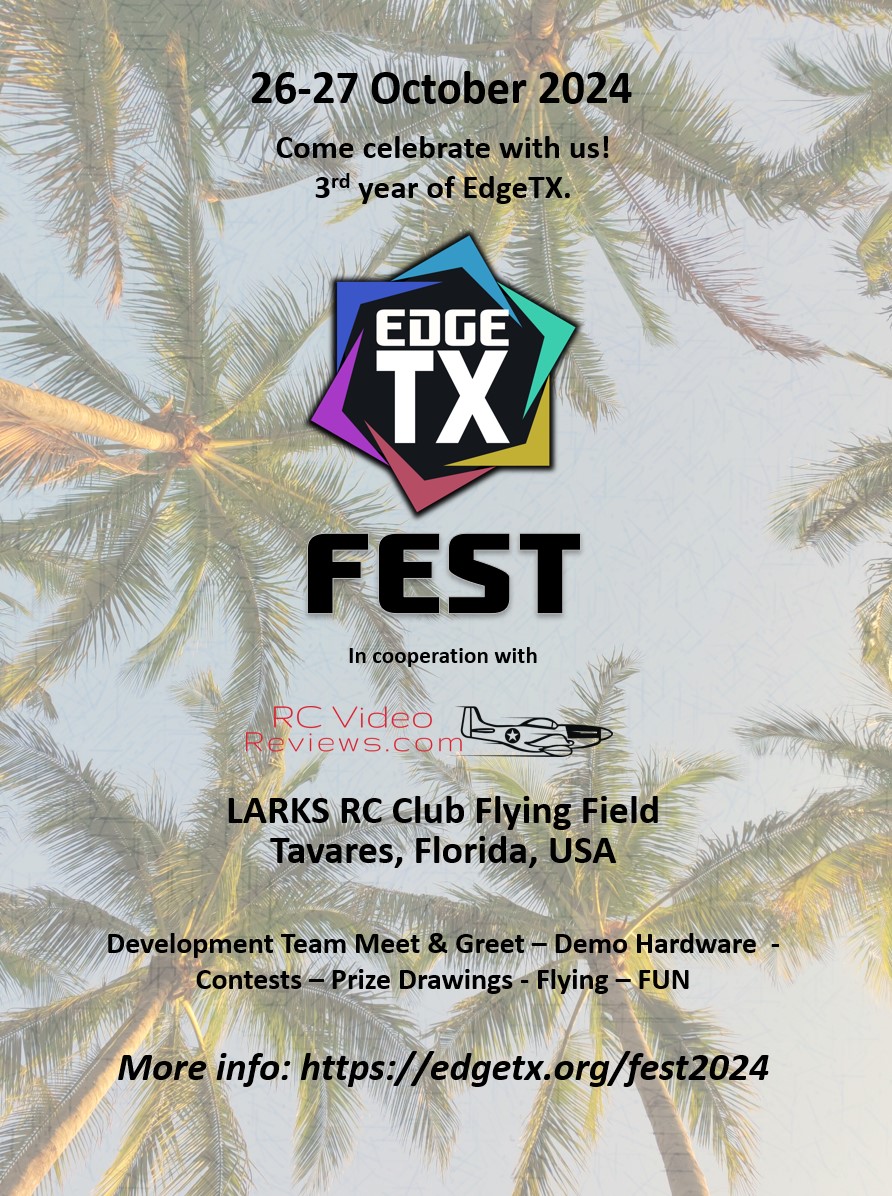 26-27 October 2024
Come celebrate with us!
3rd year of EdgeTX.
EDGE
TX
FEST
In cooperation with
RC Video
Reviews.com
LARKS RC Club Flying Field
Tavares, Florida, USA
Development Team Meet & Greet – Demo Hardware -
Contests – Prize Drawings - Flying – FUN
More info: https://edgetx.org/fest2024